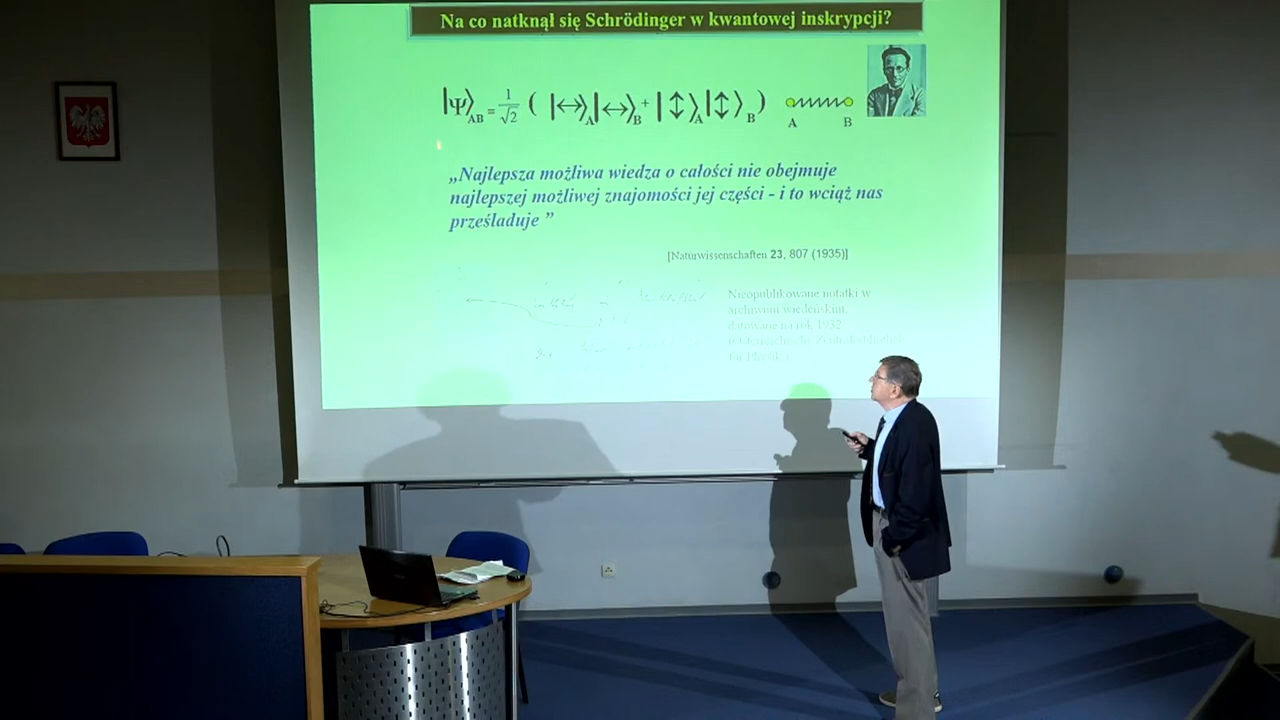 Na co natknął się Schrödinger w kwantowej inskrypcji?
|Ψ⟩AB = 1/√2 ( |↔⟩A|↔⟩B + |↕⟩A|↕⟩B )
A B
„Najlepsza możliwa wiedza o całości nie obejmuje
najlepszej możliwej znajomości jej części - i to wciąż nas
prześladuje ”
[Naturwissenschaften 23, 807 (1935)]
Nieopublikowane notatki w
archiwum wiedeńskim,
datowane na rok 1932